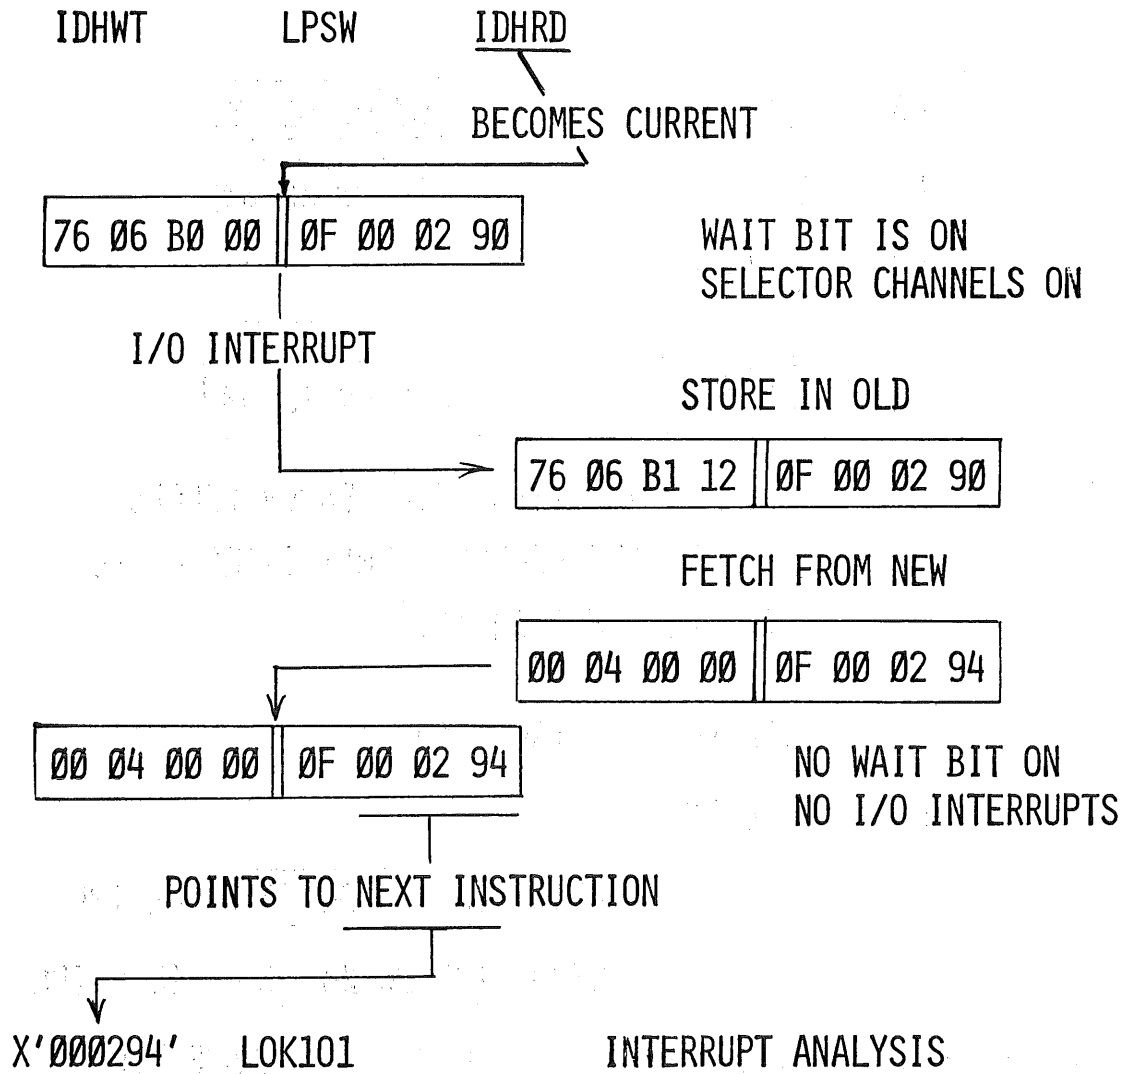 IDHWT LPSW IDHRD
BECOMES CURRENT
76 Ø6 BØ ØØ ØF ØØ Ø2 9Ø
WAIT BIT IS ON
SELECTOR CHANNELS ON
I/O INTERRUPT
STORE IN OLD
76 Ø6 B1 12 ØF ØØ Ø2 9Ø
FETCH FROM NEW
ØØ Ø4 ØØ ØØ ØF ØØ Ø2 94
ØØ Ø4 ØØ ØØ ØF ØØ Ø2 94
NO WAIT BIT ON
NO I/O INTERRUPTS
POINTS TO NEXT INSTRUCTION
X'ØØØ294' LOK101 INTERRUPT ANALYSIS